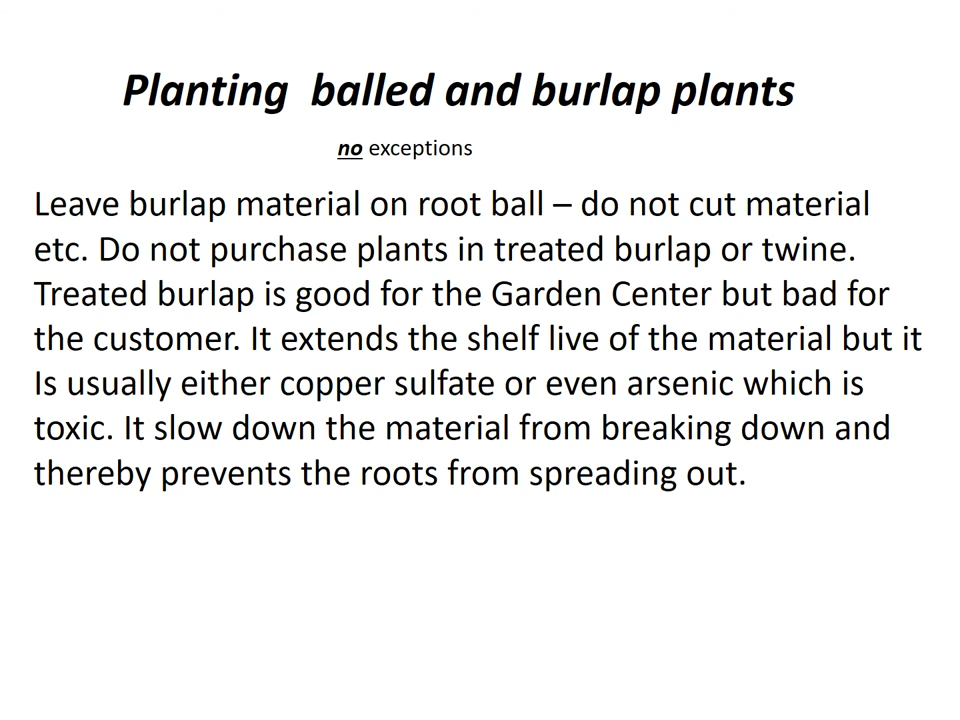 Planting  balled and burlap plants
no exceptions
Leave burlap material on root ball – do not cut material
etc. Do not purchase plants in treated burlap or twine.
Treated burlap is good for the Garden Center but bad for
the customer. It extends the shelf live of the material but it
Is usually either copper sulfate or even arsenic which is
toxic. It slow down the material from breaking down and
thereby prevents the roots from spreading out.